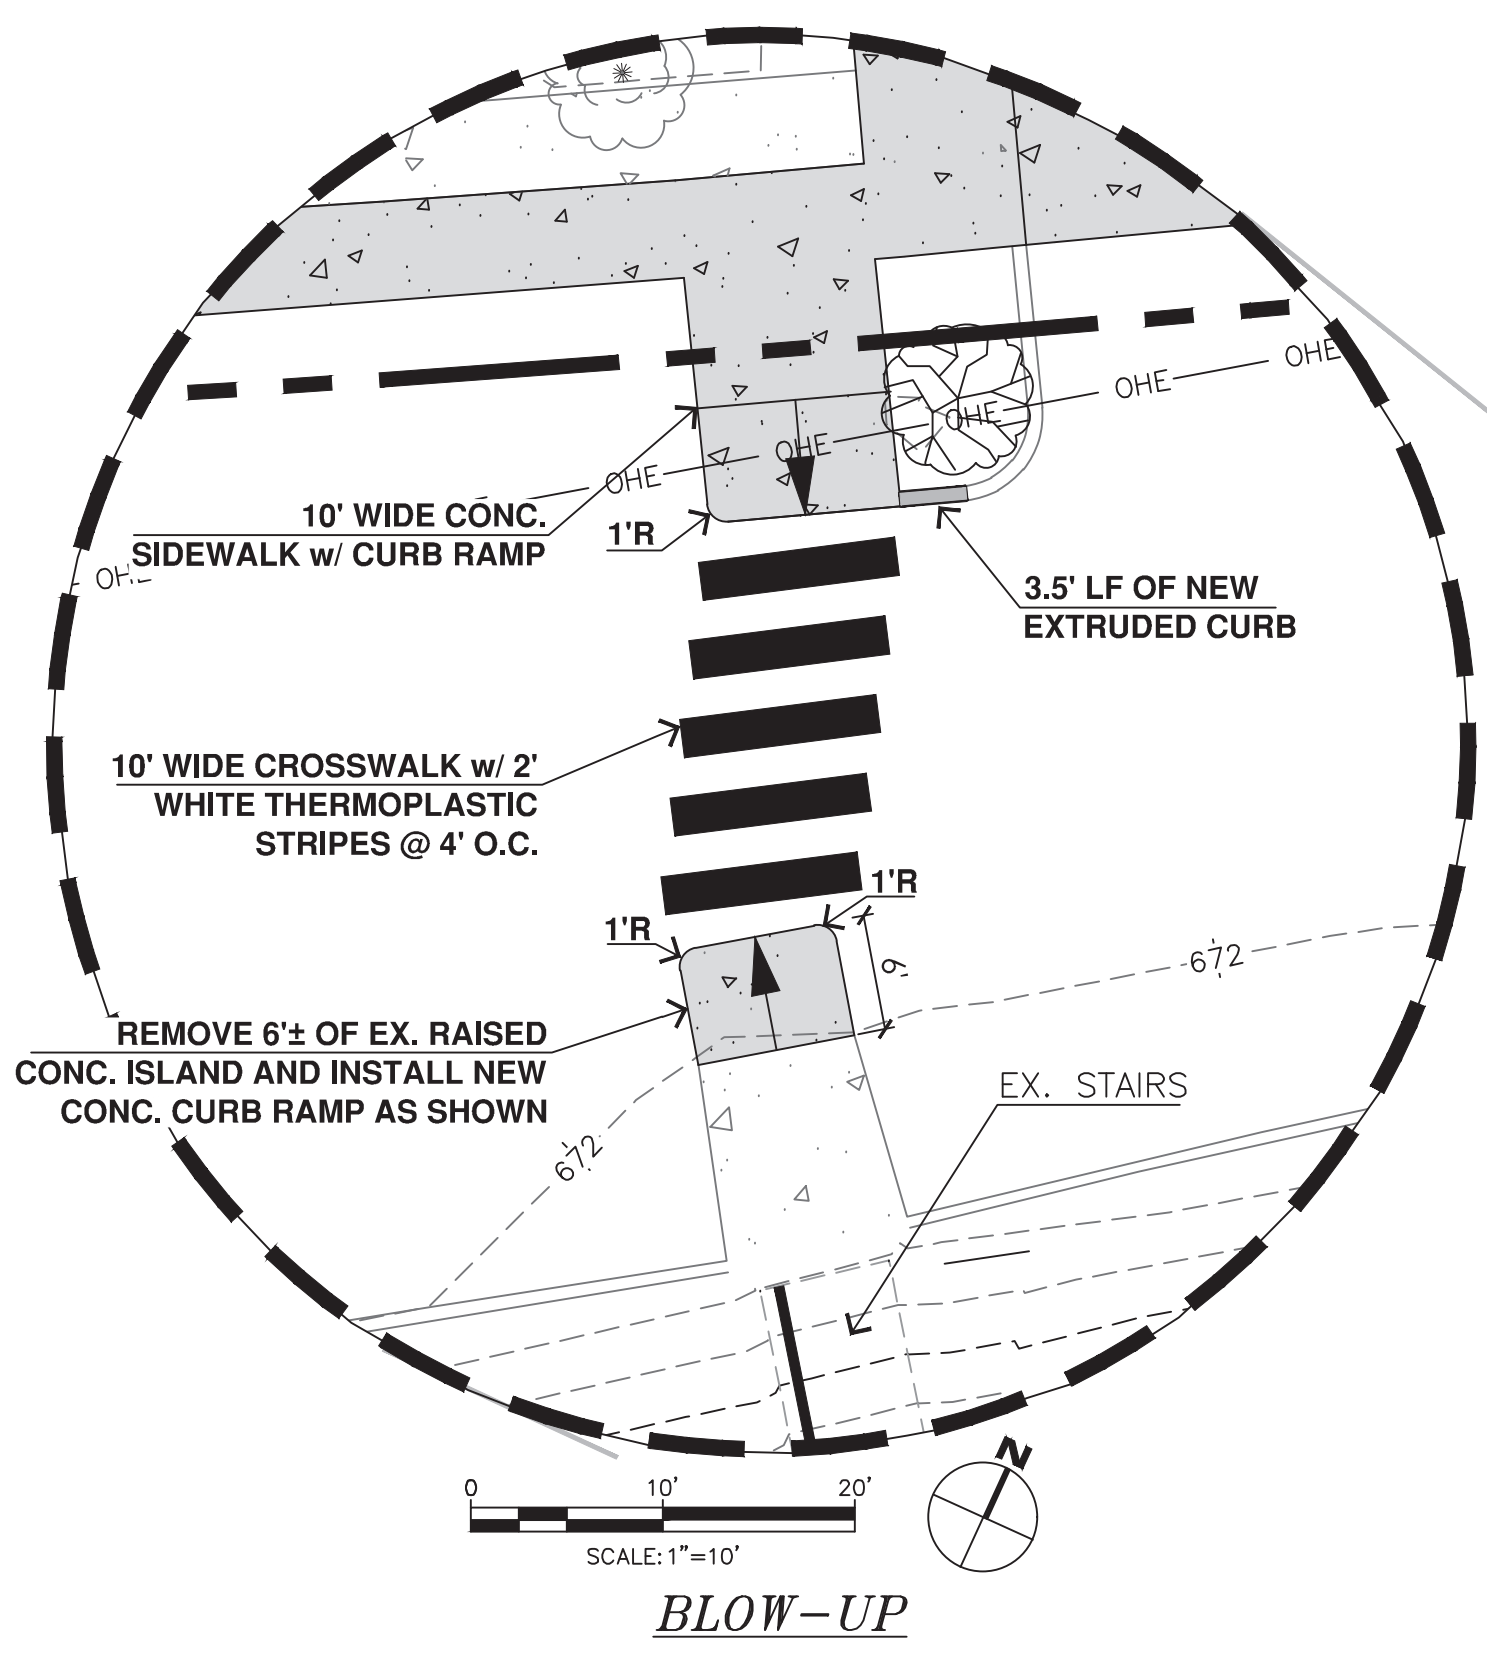 OHE
OHE
OHE
OHE
OHE
10' WIDE CONC.
SIDEWALK w/ CURB RAMP
1'R
OHE
3.5' LF OF NEW
EXTRUDED CURB
10' WIDE CROSSWALK w/ 2'
WHITE THERMOPLASTIC
STRIPES @ 4' O.C.
1'R
1'R
6'
672
REMOVE 6'± OF EX. RAISED
CONC. ISLAND AND INSTALL NEW
CONC. CURB RAMP AS SHOWN
EX. STAIRS
672
N
0 10' 20'
SCALE: 1"=10'
BLOW-UP